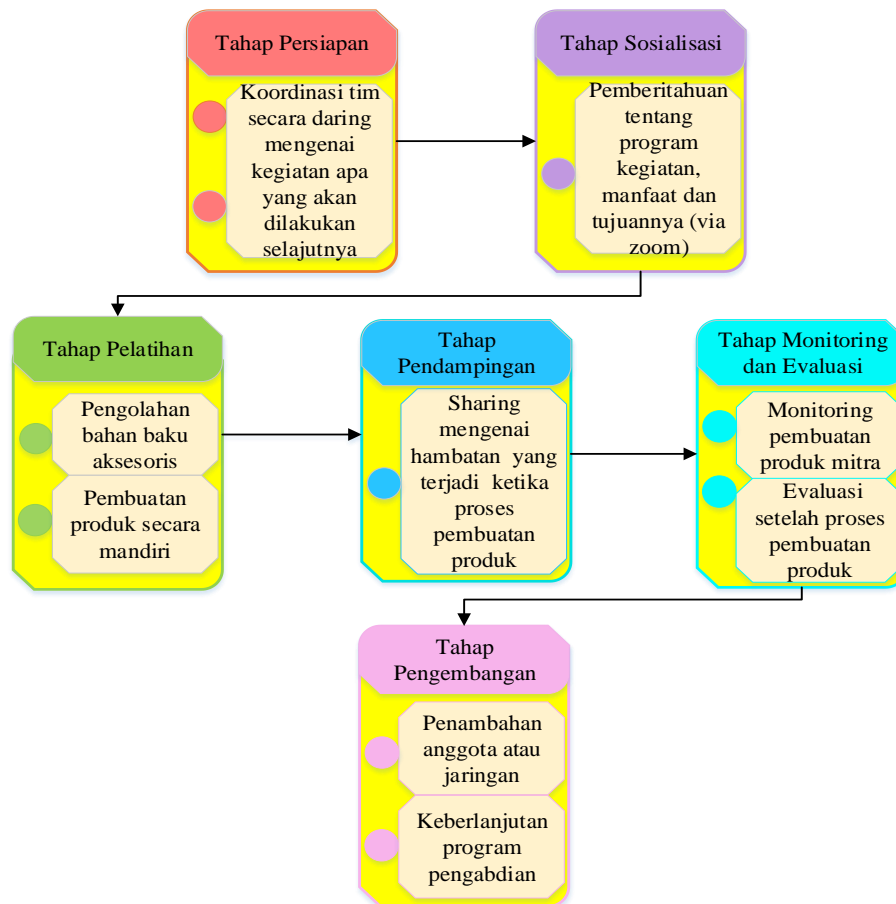 Tahap Persiapan
Koordinasi tim
secara daring
mengenai
kegiatan apa
yang akan
dilakukan
selajutnya
Tahap Sosialisasi
Pemberitahuan
tentang
program
kegiatan,
manfaat dan
tujuannya (via
zoom)
Tahap Pelatihan
Pengolahan
bahan baku
aksesoris
Pembuatan
produk secara
mandiri
Tahap
Pendampingan
Sharing
mengenai
hambatan yang
terjadi ketika
proses
pembuatan
produk
Tahap Monitoring
dan Evaluasi
Monitoring
pembuatan
produk mitra
Evaluasi
setelah proses
pembuatan
produk
Tahap
Pengembangan
Penambahan
anggota atau
jaringan
Keberlanjutan
program
pengabdian